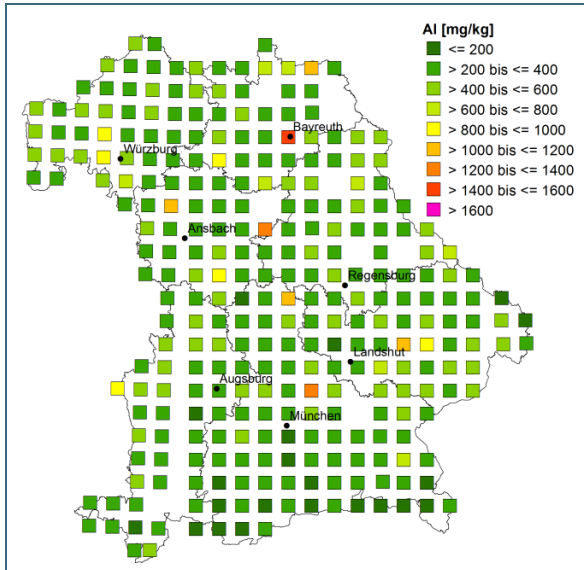 Al [mg/kg]
<= 200
> 200 bis <= 400
> 400 bis <= 600
> 600 bis <= 800
> 800 bis <= 1000
> 1000 bis <= 1200
> 1200 bis <= 1400
> 1400 bis <= 1600
> 1600
Bayreuth
Würzburg
Ansbach
Regensburg
Landshut
Augsburg
München